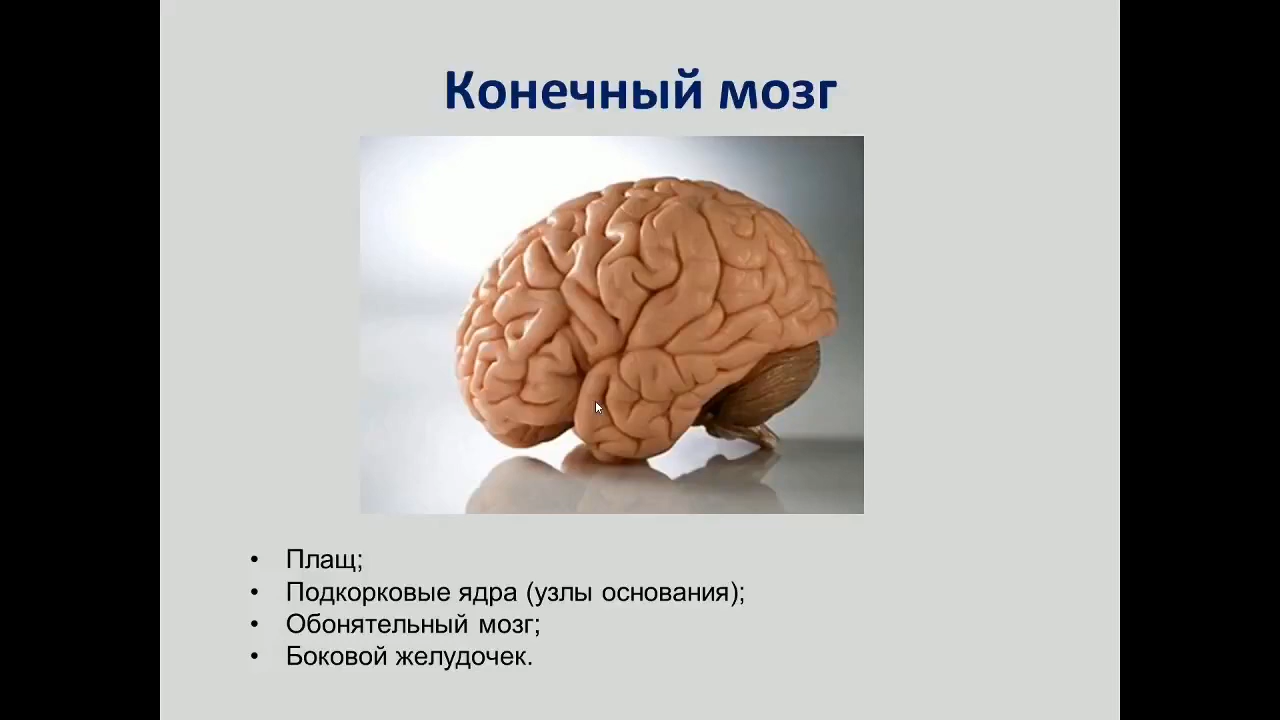 Конечный мозг
• Плащ;
• Подкорковые ядра (узлы основания);
• Обонятельный мозг;
• Боковой желудочек.